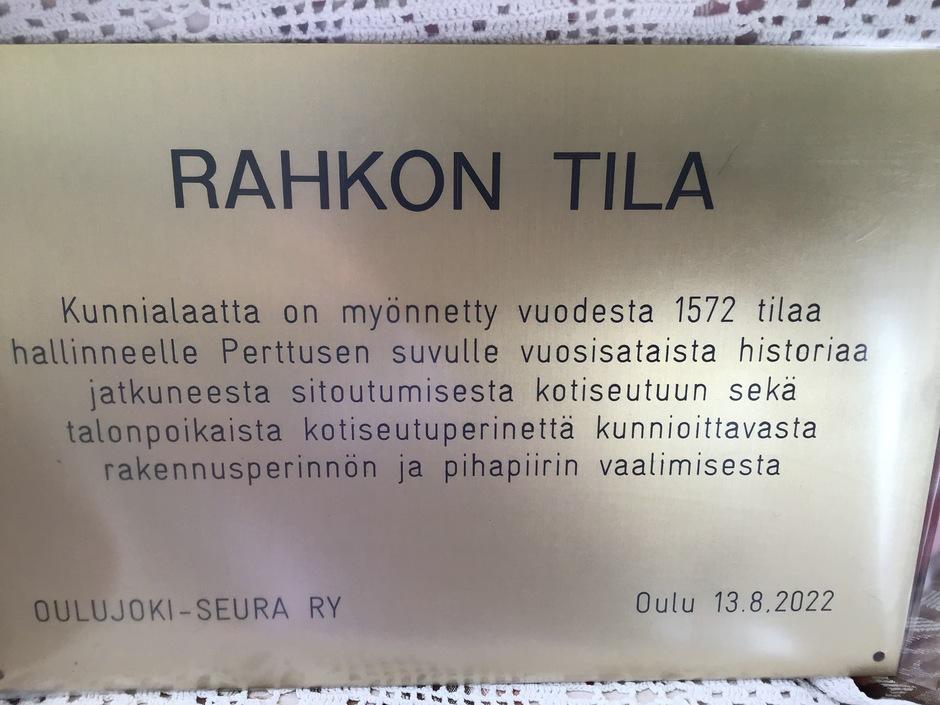 RAHKON TILA
Kunnialaatta on myönnetty vuodesta 1572 tilaa
hallinneelle Perttusen suvulle vuosisataista historiaa
jatkuneesta sitoutumisesta kotiseutuun sekä
talonpoikaista kotiseutuperinettä kunnioittavasta
rakennusperinnön ja pihapiirin vaalimisesta
OULUJOKI-SEURA RY
Oulu 13.8.2022